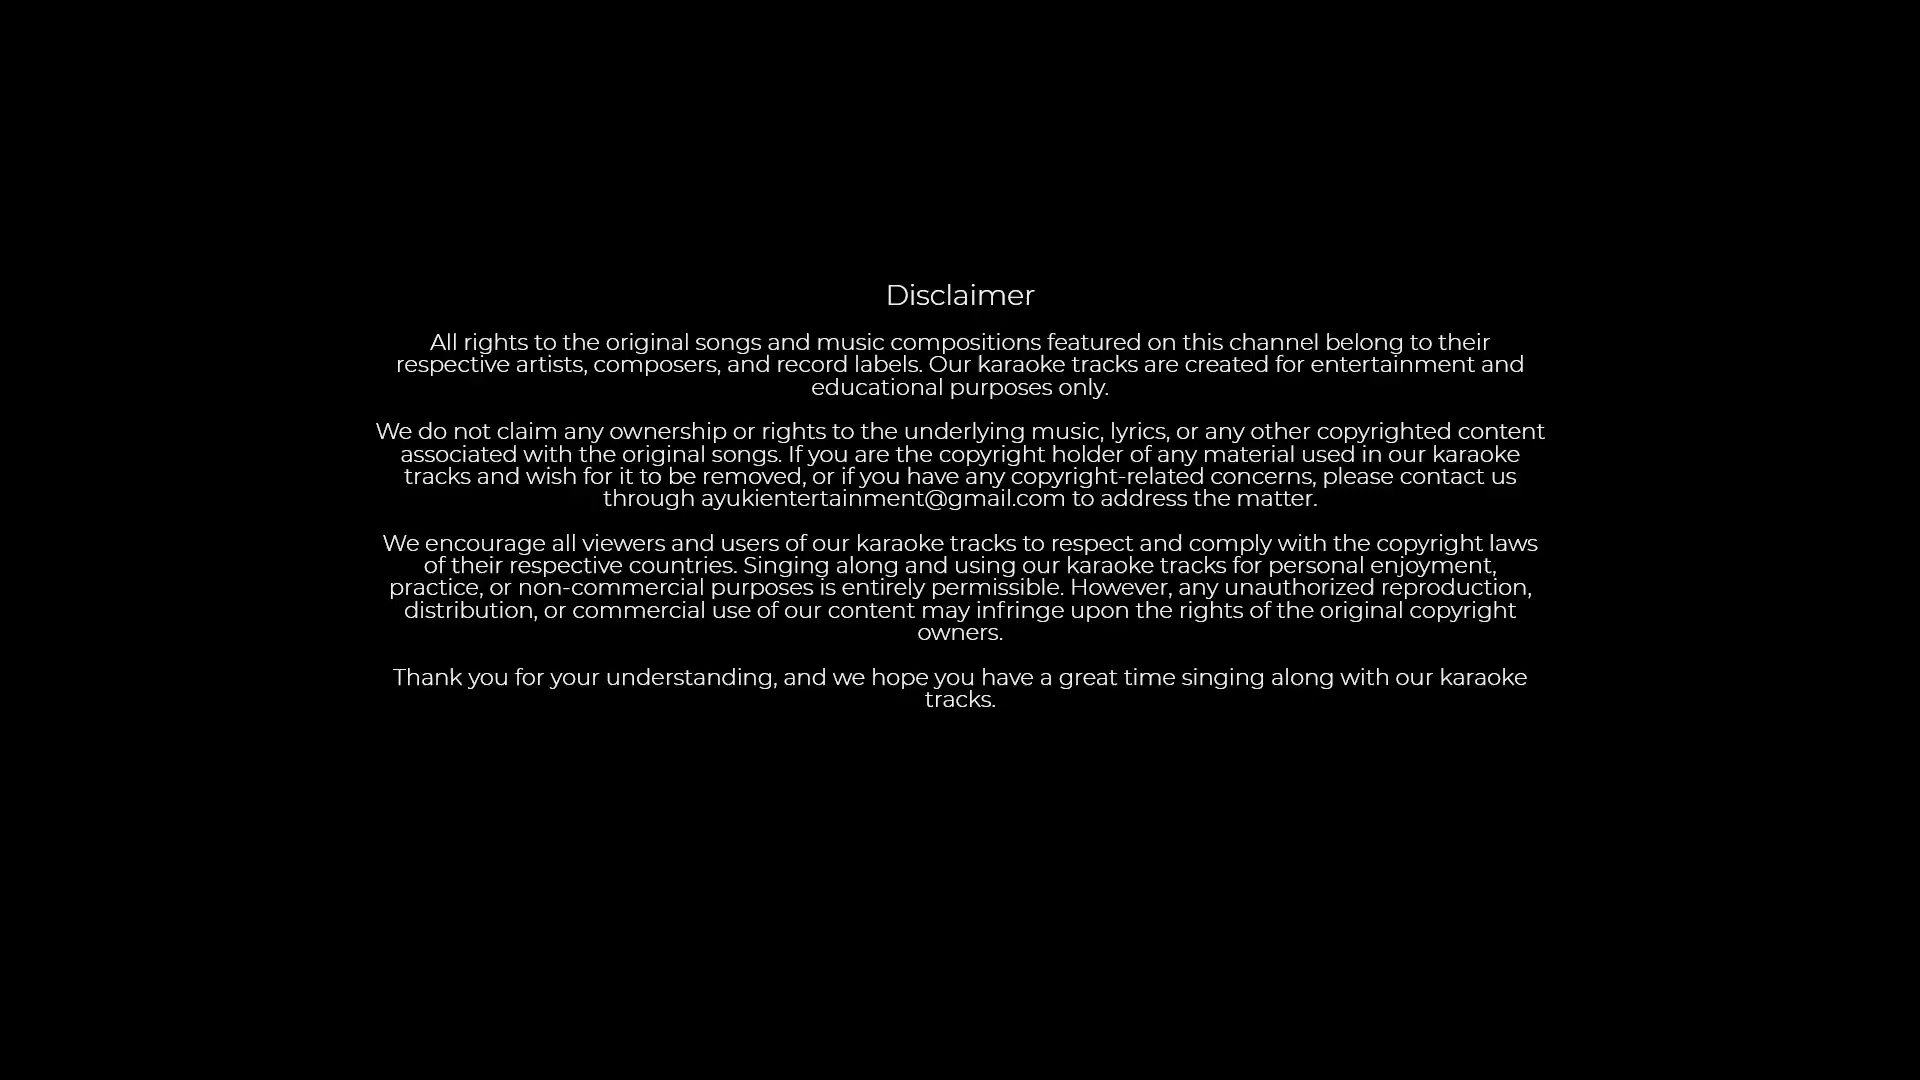 Disclaimer
All rights to the original songs and music compositions featured on this channel belong to their
respective artists, composers, and record labels. Our karaoke tracks are created for entertainment and
educational purposes only.
We do not claim any ownership or rights to the underlying music, lyrics, or any other copyrighted content
associated with the original songs. If you are the copyright holder of any material used in our karaoke
tracks and wish for it to be removed, or if you have any copyright-related concerns, please contact us
through ayukientertainment@gmail.com to address the matter.
We encourage all viewers and users of our karaoke tracks to respect and comply with the copyright laws
of their respective countries. Singing along and using our karaoke tracks for personal enjoyment,
practice, or non-commercial purposes is entirely permissible. However, any unauthorized reproduction,
distribution, or commercial use of our content may infringe upon the rights of the original copyright
owners.
Thank you for your understanding, and we hope you have a great time singing along with our karaoke
tracks.